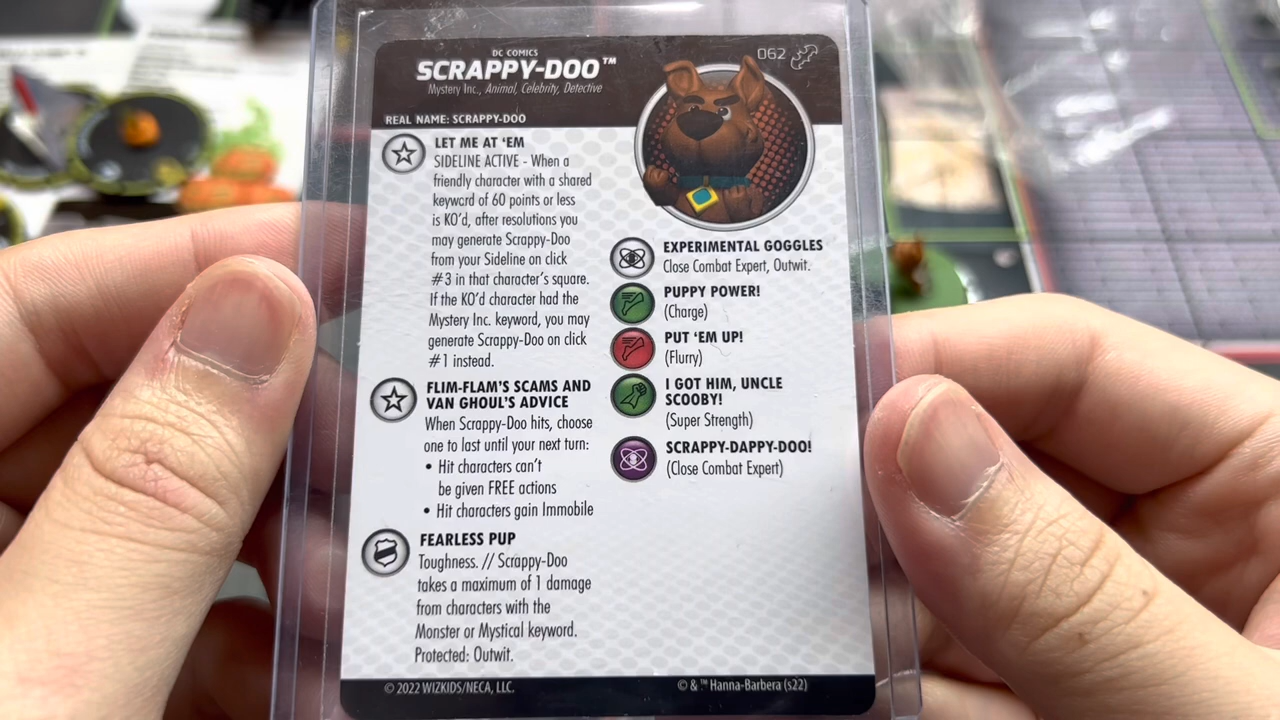 DC COMICS
SCRAPPY-DOO™
062
Mystery Inc., Animal, Celebrity, Detective
REAL NAME: SCRAPPY-DOO
LET ME AT ‘EM
SIDELINE ACTIVE - When a
friendly character with a shared
keyword of 60 points or less
is KO’d, after resolutions you
may generate Scrappy-Doo
from your Sideline on click
#3 in that character’s square.
If the KO’d character had the
Mystery Inc. keyword, you may
generate Scrappy-Doo on click
#1 instead.
FLIM-FLAM’S SCAMS AND
VAN GHOUL’S ADVICE
When Scrappy-Doo hits, choose
one to last until your next turn:
• Hit characters can’t
be given FREE actions
• Hit characters gain Immobile
FEARLESS PUP
Toughness. // Scrappy-Doo
takes a maximum of 1 damage
from characters with the
Monster or Mystical keyword.
Protected: Outwit.
EXPERIMENTAL GOGGLES
Close Combat Expert, Outwit.
PUPPY POWER!
(Charge)
PUT ‘EM UP!
(Flurry)
I GOT HIM, UNCLE
SCOOBY!
(Super Strength)
SCRAPPY-DAPPY-DOO!
(Close Combat Expert)
© 2022 WIZKIDS/NECA, LLC.
© & ™ Hanna-Barbera (s22)